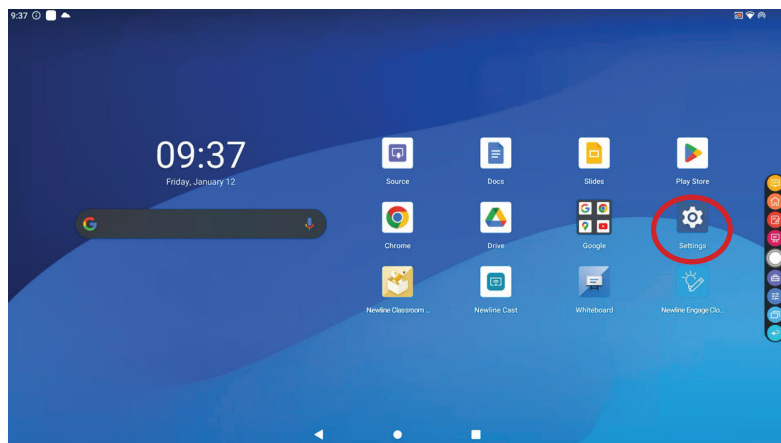 9:37
09:37
Friday, January 12
Source
Docs
Slides
Play Store
Chrome
Drive
Google
Settings
Newline Classroom ...
Newline Cast
Whiteboard
Newline Engage Clo...